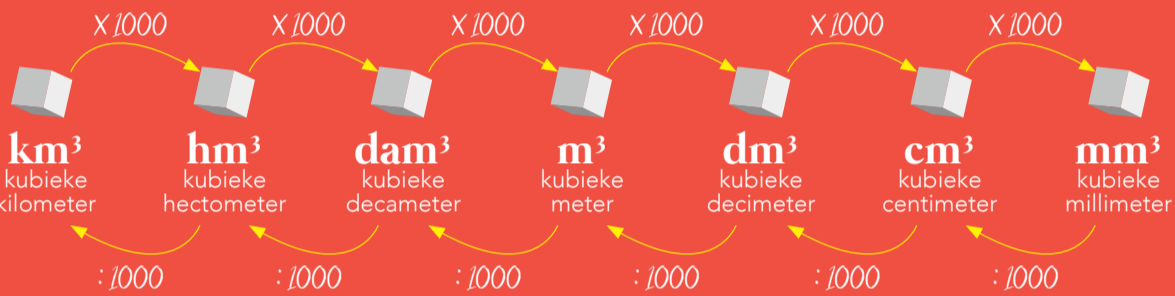 X 1000 X 1000 X 1000 X 1000 X 1000 X 1000
km³ hm³ dam³ m³ dm³ cm³ mm³
kubieke kubieke kubieke kubieke kubieke kubieke kubieke
kilometer hectometer decameter meter decimeter centimeter millimeter
: 1000 : 1000 : 1000 : 1000 : 1000 : 1000